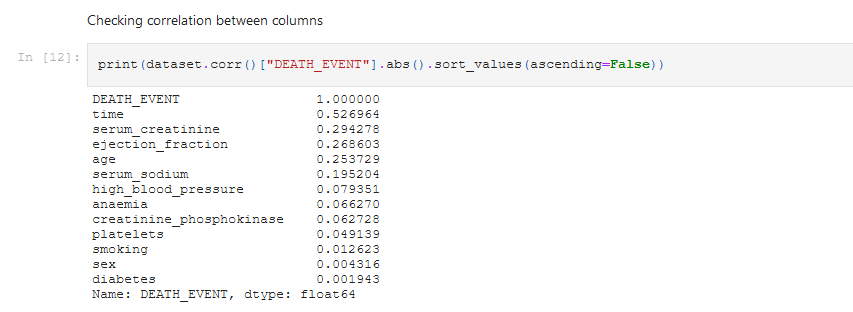 Checking correlation between columns
In [12]:
print(dataset.corr()["DEATH_EVENT"].abs().sort_values(ascending=False))
DEATH_EVENT 1.000000
time 0.526964
serum_creatinine 0.294278
ejection_fraction 0.268603
age 0.253729
serum_sodium 0.195204
high_blood_pressure 0.079351
anaemia 0.066270
creatinine_phosphokinase 0.062728
platelets 0.049139
smoking 0.012623
sex 0.004316
diabetes 0.001943
Name: DEATH_EVENT, dtype: float64